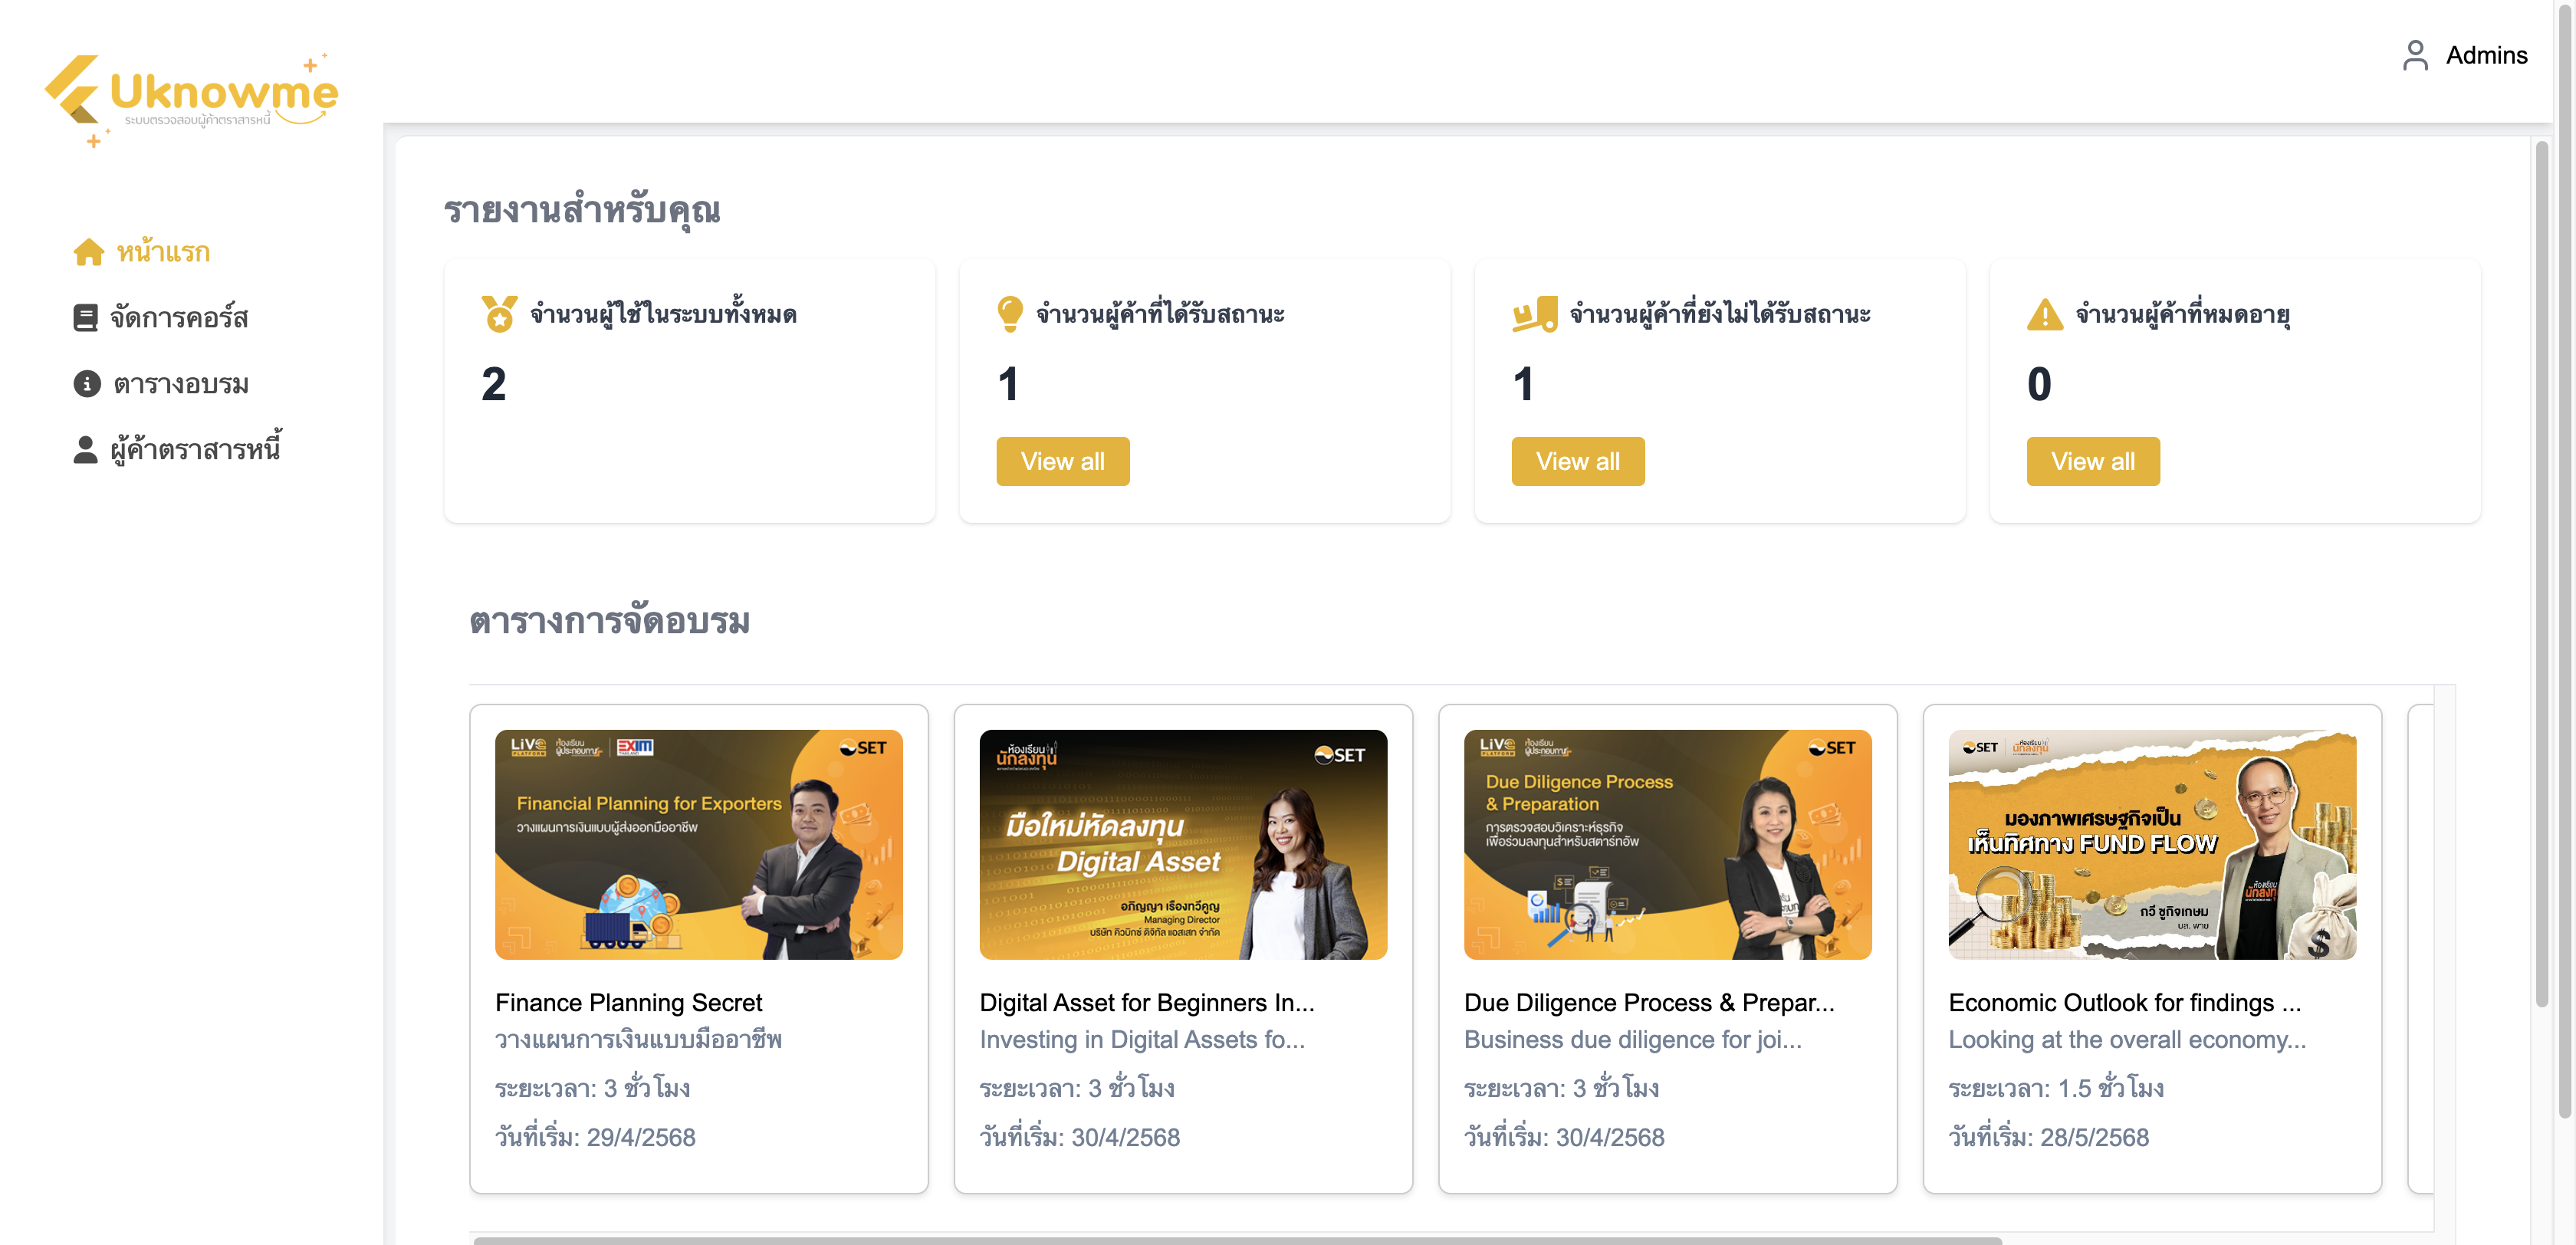 Uknowme
ระบบตรวจสอบผู้ค้าตราสารหนี้
Admins
หน้าแรก
จัดการคอร์ส
ตารางอบรม
ผู้ค้าตราสารหนี้
รายงานสำหรับคุณ
จำนวนผู้ใช้ในระบบทั้งหมด
2
จำนวนผู้ค้าที่ได้รับสถานะ
1
View all
จำนวนผู้ค้าที่ยังไม่ได้รับสถานะ
1
View all
จำนวนผู้ค้าที่หมดอายุ
0
View all
ตารางการจัดอบรม
LiVE PLATFORM
ห้องเรียน
ผู้ประกอบการ
EXIM
SET
Financial Planning for Exporters
วางแผนการเงินแบบผู้ส่งออกมืออาชีพ
Finance Planning Secret
วางแผนการเงินแบบมืออาชีพ
ระยะเวลา: 3 ชั่วโมง
วันที่เริ่ม: 29/4/2568
ห้องเรียน
นักลงทุน
SET
มือใหม่หัดลงทุน
Digital Asset
อภิญญา เรืองทวีคูณ
Managing Director
บริษัท คิวบิกซ์ ดิจิทัล แอสเสท จำกัด
Digital Asset for Beginners In...
Investing in Digital Assets fo...
ระยะเวลา: 3 ชั่วโมง
วันที่เริ่ม: 30/4/2568
LiVE PLATFORM
ห้องเรียน
ผู้ประกอบการ
SET
Due Diligence Process
& Preparation
การตรวจสอบวิเคราะห์ธุรกิจ
เพื่อร่วมลงทุนสำหรับสตาร์ทอัพ
Due Diligence Process & Prepar...
Business due diligence for joi...
ระยะเวลา: 3 ชั่วโมง
วันที่เริ่ม: 30/4/2568
SET
ห้องเรียน
นักลงทุน
มองภาพเศรษฐกิจเป็น
เห็นทิศทาง FUND FLOW
ห้องเรียน
นักลงทุน
กวี ชูกิจเกษม
บล. พาย
Economic Outlook for findings ...
Looking at the overall economy...
ระยะเวลา: 1.5 ชั่วโมง
วันที่เริ่ม: 28/5/2568